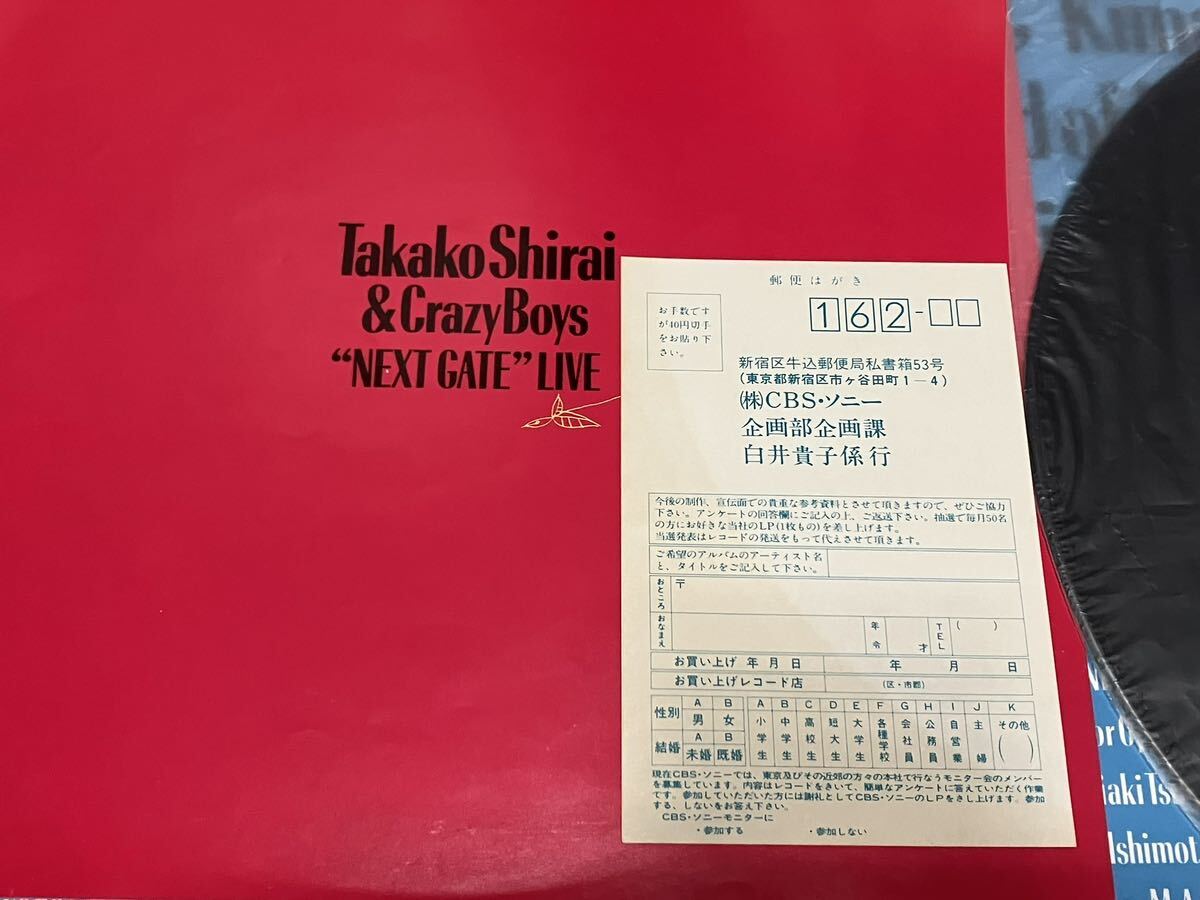 Takako Shirai
& Crazy Boys
“NEXT GATE” LIVE
郵便はがき
お手数です
が40円切手
をお貼り下
さい。
162-□□
新宿区牛込郵便局私書箱53号
(東京都新宿区市ヶ谷田町1−4)
(株)CBS・ソニー
企画部企画課
白井貴子係行
今後の制作、宣伝面での貴重な参考資料とさせて頂きますので、ぜひご協力
下さい。アンケートの回答欄にご記入の上、ご返送下さい。抽選で毎月50名
の方にお好きな当社のLP(1枚もの)を差し上げます。
当選発表はレコードの発送をもって代えさせて頂きます。
ご希望のアルバムのアーティスト名
と、タイトルをご記入して下さい。
おところ
〒
おなまえ
年令
才
TEL
( )
お買い上げ 年 月 日
年 月 日
お買い上げレコード店
(区・市郡)
性別
A 男
B 女
結婚
A 未婚
B 既婚
A 小学生
B 中学生
C 高校生
D 短大生
E 大学生
F 各種学校
G 会社員
H 公務員
I 自営業
J 主婦
K その他 ( )
現在CBS・ソニーでは、東京及びその近郊の方々の本社で行なうモニター会のメンバー
を募集しています。内容はレコードをきいて、簡単なアンケートに答えていただく作業
です。参加していただいた方には謝礼としてCBS・ソニーのLPをさし上げます。参加
する、しないをお答え下さい。
CBS・ソニーモニターに
・参加する ・参加しない
iaki Ts
Ishimot